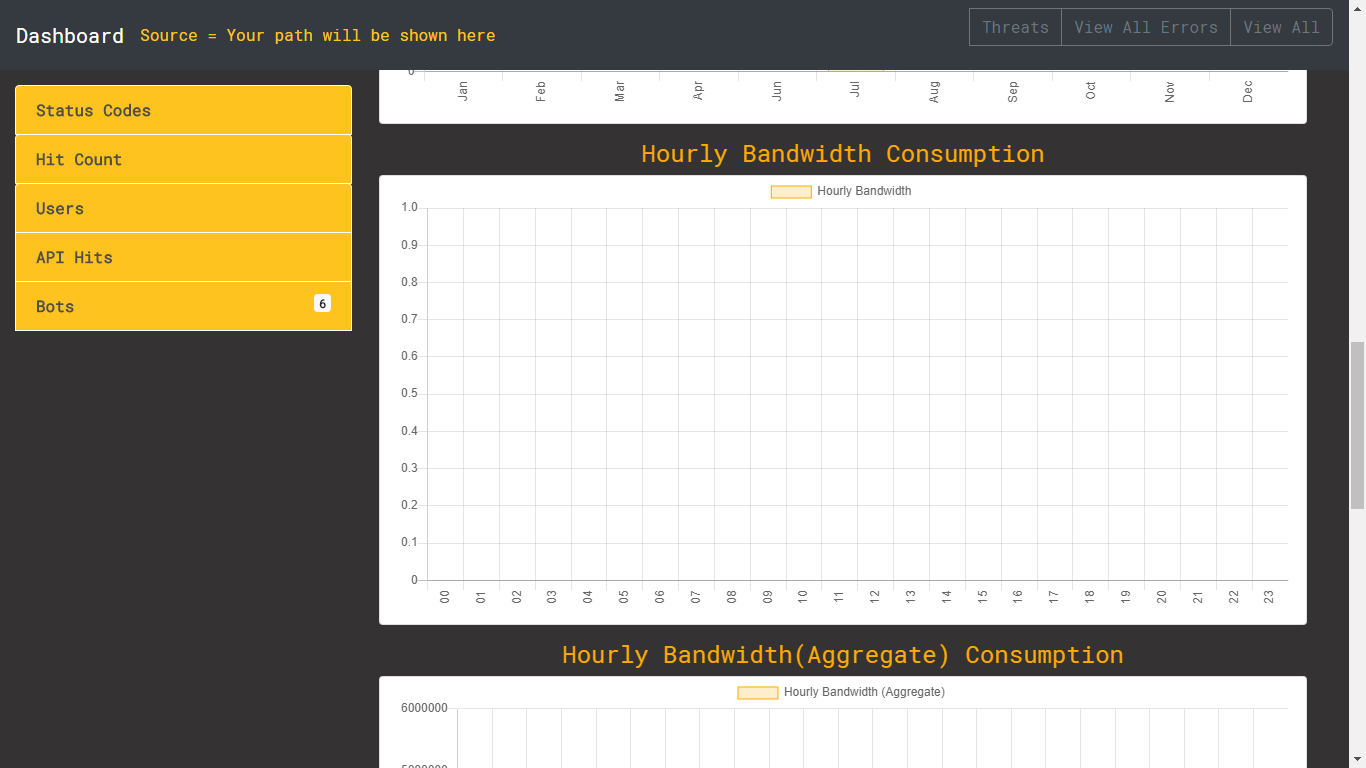 Dashboard Source = Your path will be shown here
Threats View All Errors View All
Status Codes
Hit Count
Users
API Hits
Bots 6
0
Jan Feb Mar Apr Jun Jul Aug Sep Oct Nov Dec
Hourly Bandwidth Consumption
Hourly Bandwidth
1.0
0.9
0.8
0.7
0.6
0.5
0.4
0.3
0.2
0.1
0
00 01 02 03 04 05 06 07 08 09 10 11 12 13 14 15 16 17 18 19 20 21 22 23
Hourly Bandwidth(Aggregate) Consumption
Hourly Bandwidth (Aggregate)
6000000